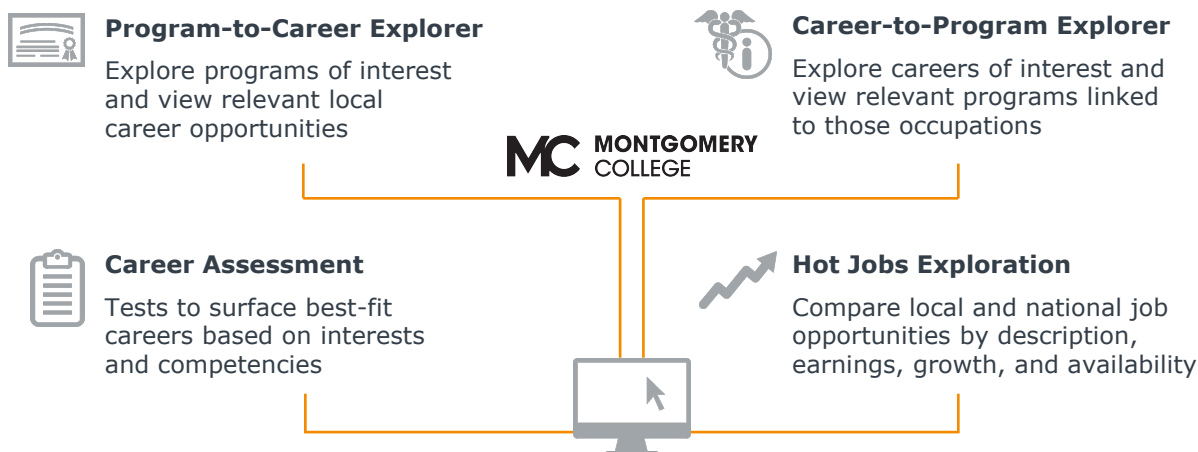 Program-to-Career Explorer
Explore programs of interest
and view relevant local
career opportunities
Career-to-Program Explorer
Explore careers of interest and
view relevant programs linked
to those occupations
MC MONTGOMERY
COLLEGE
Career Assessment
Tests to surface best-fit
careers based on interests
and competencies
Hot Jobs Exploration
Compare local and national job
opportunities by description,
earnings, growth, and availability